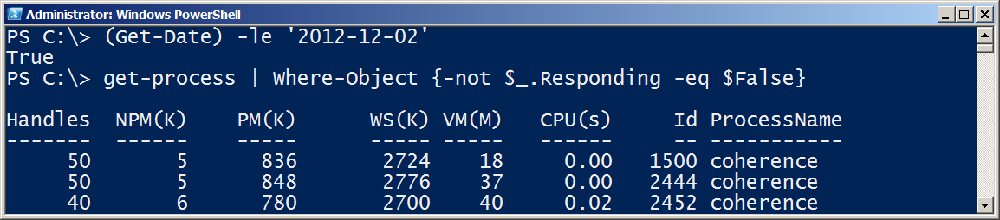 Administrator: Windows PowerShell
PS C:\> (Get-Date) -le '2012-12-02'
True
PS C:\> get-process | Where-Object {-not $_.Responding -eq $False}
Handles  NPM(K)    PM(K)      WS(K) VM(M)   CPU(s)     Id ProcessName
-------  ------    -----      ----- -----   ------     -- -----------
     50       5      836       2724    18     0.00   1500 coherence
     50       5      848       2776    37     0.00   2444 coherence
     40       6      780       2700    40     0.02   2452 coherence